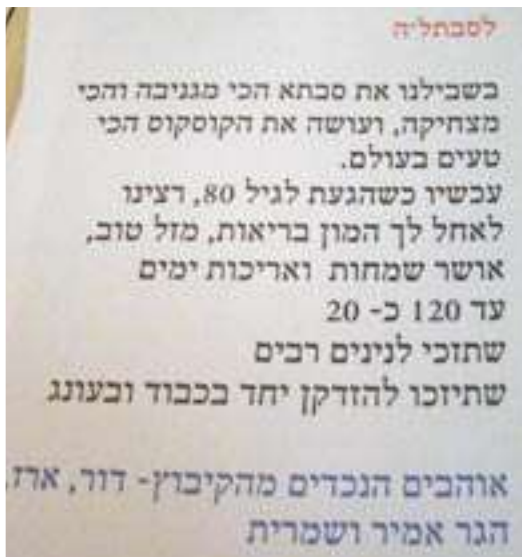 לסבתל׳ה
בשבילנו את סבתא הכי מגניבה והכי
מצחיקה, ועושה את הקוסקוס הכי
טעים בעולם.
עכשיו כשהגעת לגיל 80, רצינו
לאחל לך המון בריאות, מזל טוב,
אושר שמחות ואריכות ימים
עד 120 כ- 20
שתזכי לנינים רבים
שתיזכו להזדקן יחד בכבוד ובעונג
אוהבים הנכדים מהקיבוץ- דור, ארז,
הגר אמיר ושמרית